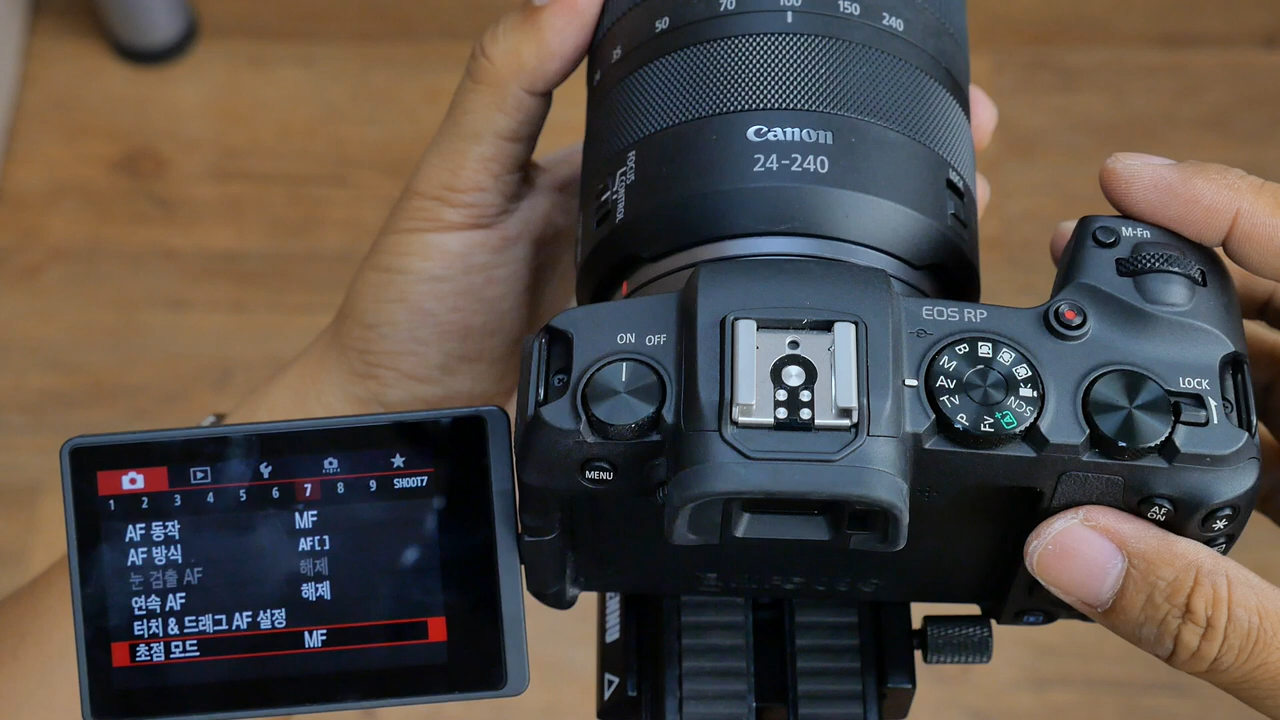 50 70 100 150 240
Canon
24-240
FOCUS
CONTROL
M-Fn
EOS RP
ON OFF
LOCK
B
M
Av
Tv
P
Fv
SCN
MENU
AF
ON
1 2 3 4 5 6 7 8 9 SHOOT7
AF 동작 MF
AF 방식 AF[ ]
눈 검출 AF 해제
연속 AF 해제
터치 & 드래그 AF 설정
초점 모드 MF